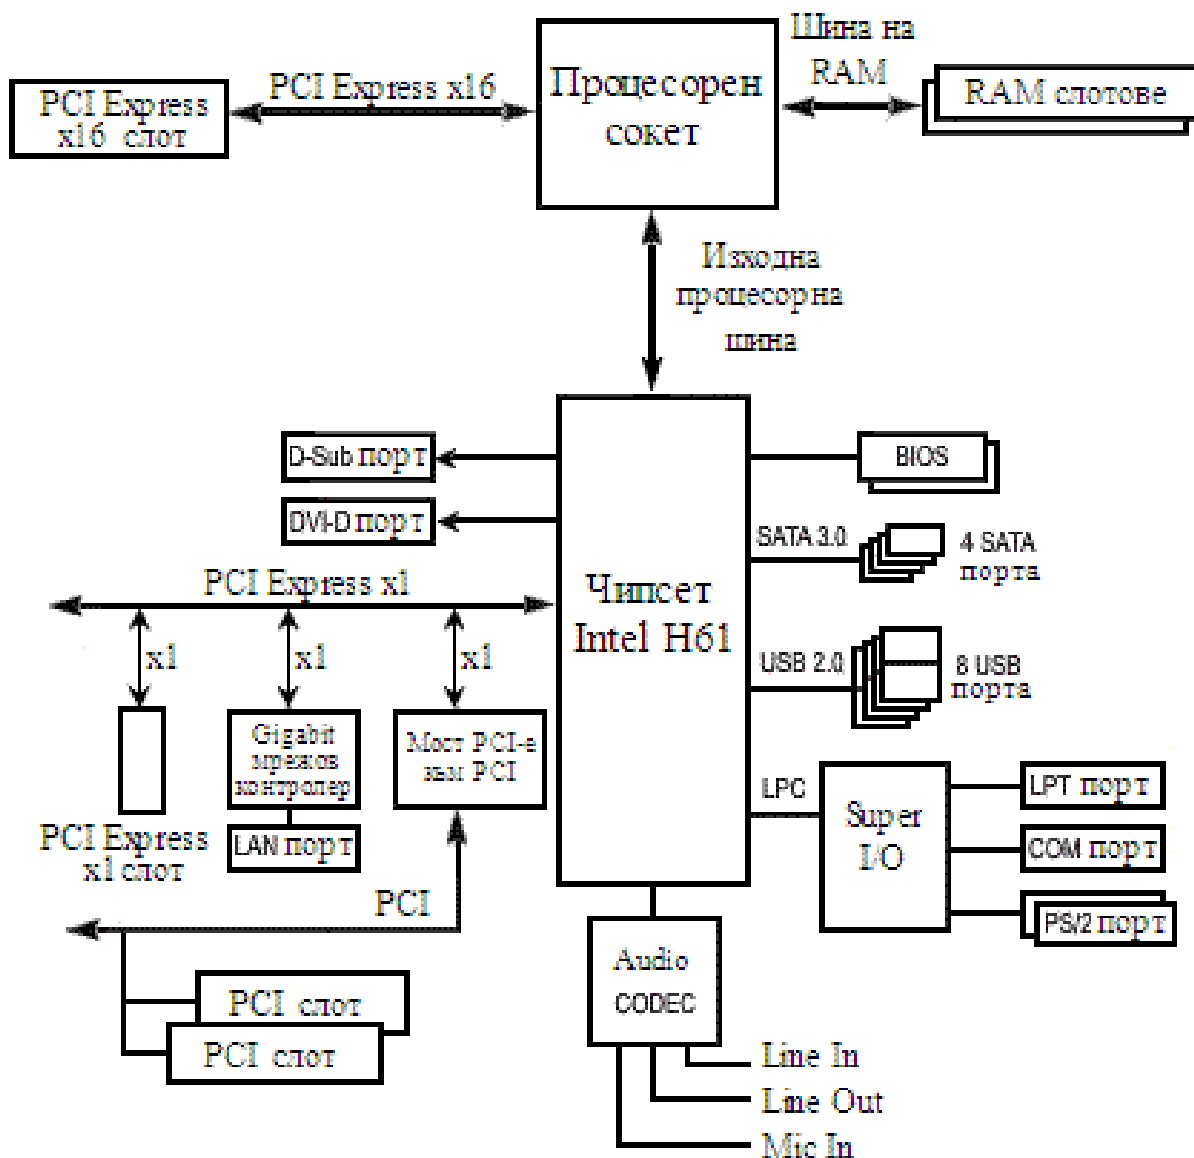 Шина на
RAM
Процесорен
сокет
PCI Express x16
PCI Express
x16 слот
RAM слотове
Изходна
процесорна
шина
D-Sub порт
DVI-D порт
BIOS
SATA 3.0
4 SATA
порта
PCI Express x1
Чипсет
Intel H61
x1
x1
x1
USB 2.0
8 USB
порта
Gigabit
мрежов
контролер
Мост PCI-e
към PCI
LPC
Super
I/O
LPT порт
COM порт
PS/2 порт
PCI Express
x1 слот
LAN порт
PCI
Audio
CODEC
PCI слот
PCI слот
Line In
Line Out
Mic In